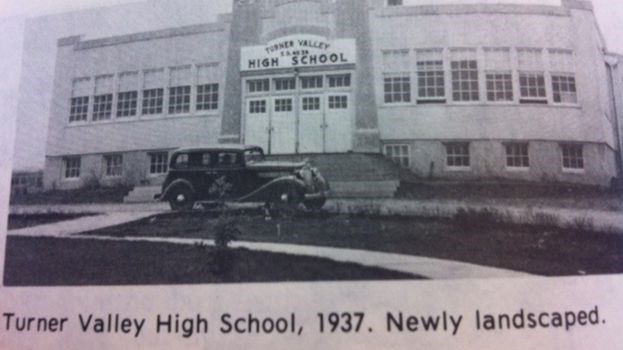 TURNER VALLEY
HIGH SCHOOL
Turner Valley High School, 1937. Newly landscaped.